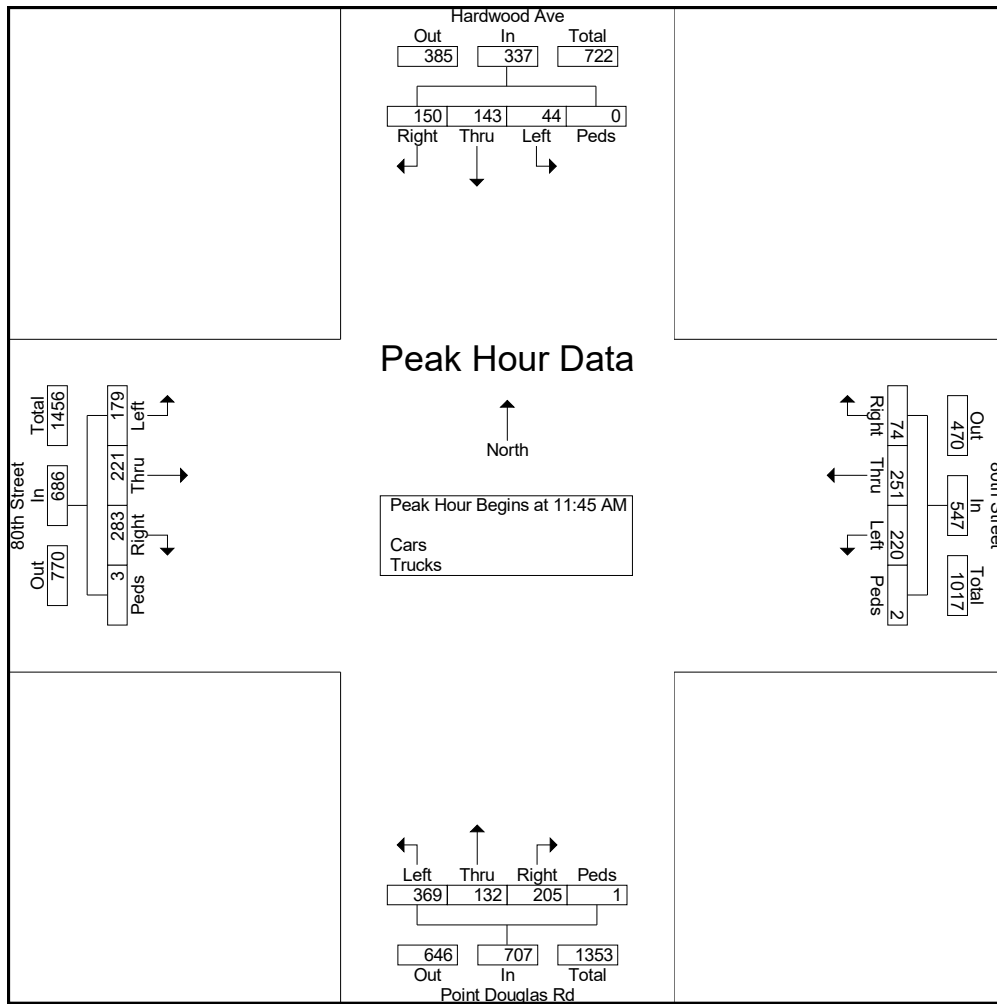 Hardwood Ave
Out In Total
385 337 722
150 143 44 0
Right Thru Left Peds
Peak Hour Data
North
Peak Hour Begins at 11:45 AM
Cars
Trucks
80th Street
Total In Out
1456 686 770
179 221 283 3
Left Thru Right Peds
80th Street
Out In Total
470 547 1017
74 251 220 2
Right Thru Left Peds
Left Thru Right Peds
369 132 205 1
646 707 1353
Out In Total
Point Douglas Rd